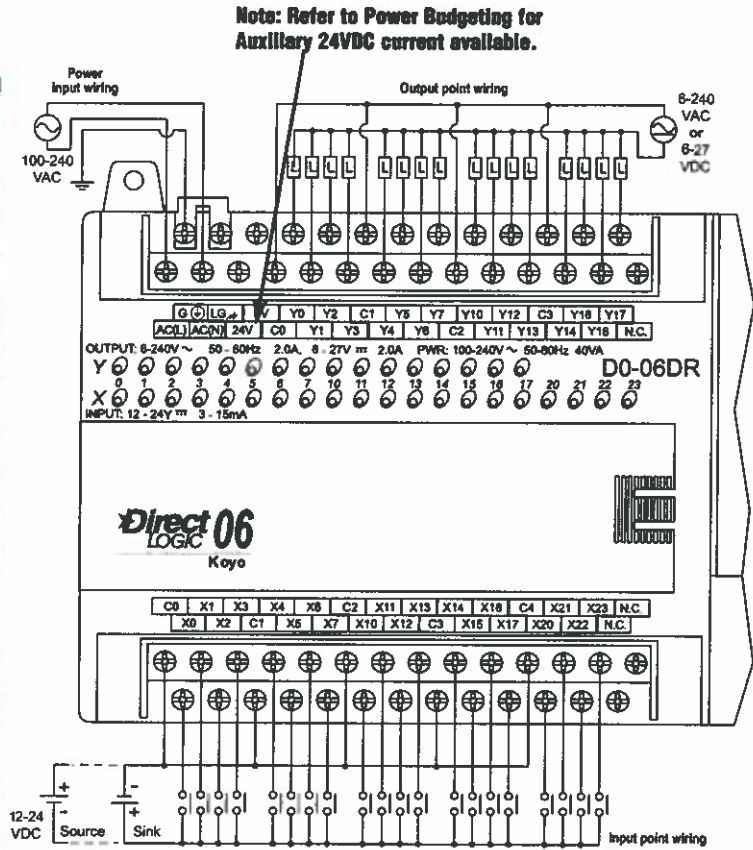 Note: Refer to Power Budgeting for
Auxiliary 24VDC current available.
Power
input wiring
Output point wiring
6-240
VAC
or
6-27
VDC
100-240
VAC
L L L L L L L L L L L L L L L L
G LG V Y0 Y2 C1 Y5 Y7 Y10 Y12 C3 Y15 Y17
AC(L) AC(N) 24V C0 Y1 Y3 Y4 Y6 C2 Y11 Y13 Y14 Y16 N.C.
OUTPUT: 6-240V ~ 50 - 60Hz 2.0A, 6 - 27V ⎓ 2.0A PWR: 100-240V ~ 50-60Hz 40VA
Y
D0-06DR
0 1 2 3 4 5 6 7 10 11 12 13 14 15 16 17 20 21 22 23
X
INPUT: 12 - 24V ⎓ 3 - 15mA
Direct 06
LOGIC
Koyo
C0 X1 X3 X4 X6 C2 X11 X13 X14 X16 C4 X21 X23 N.C.
X0 X2 C1 X5 X7 X10 X12 C3 X15 X17 X20 X22 N.C.
+ -
- +
12-24
VDC
Source
Sink
Input point wiring